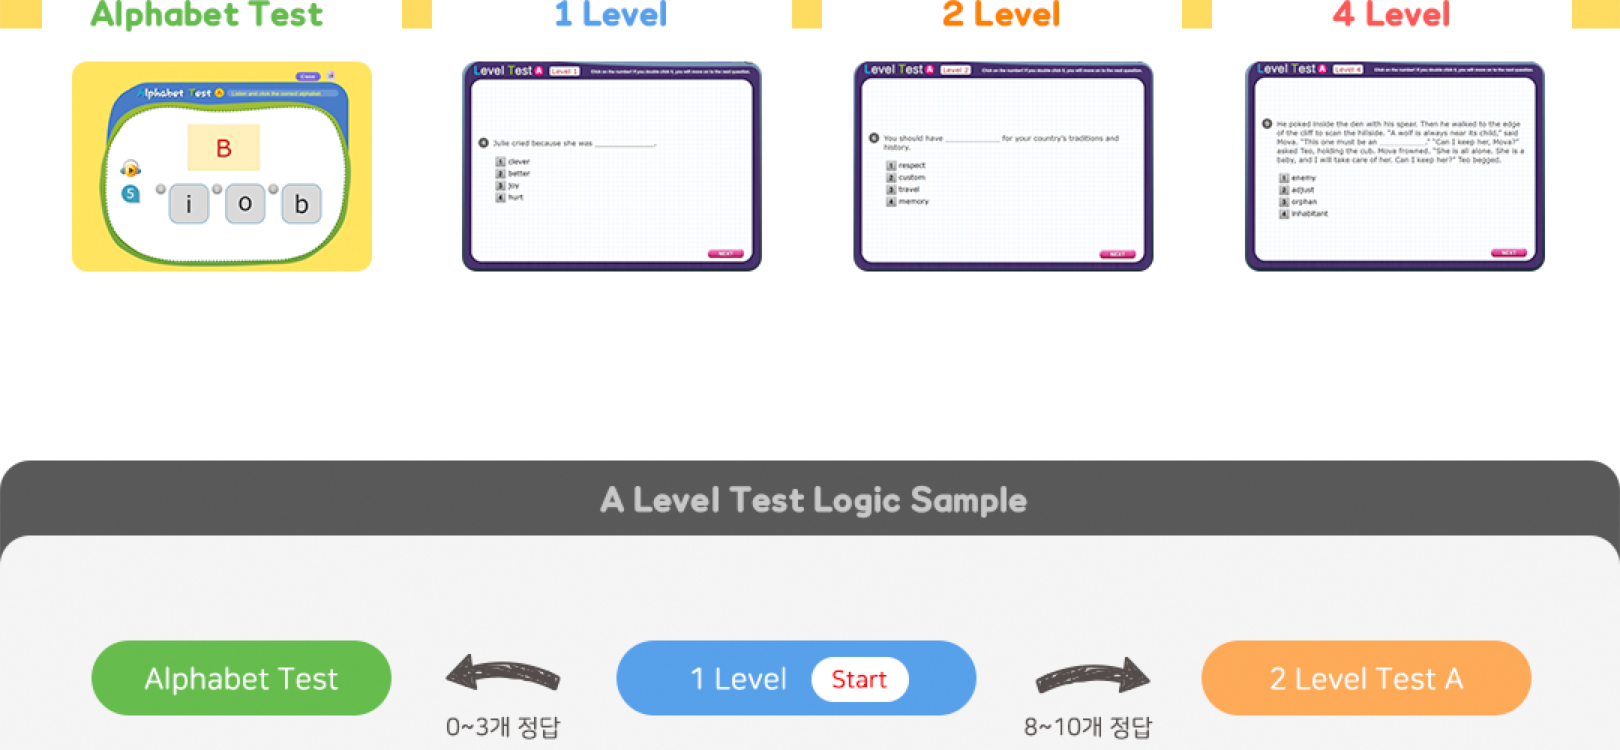 Alphabet Test
1 Level
2 Level
4 Level
Close
Alphabet Test A Listen and click the correct alphabet.
B
5
i o b
Level Test A Level 1 Click on the number! If you double click it, you will move on to the next question.
4 Julie cried because she was ____________.
1 clever
2 better
3 joy
4 hurt
NEXT
Level Test A Level 2 Click on the number! If you double click it, you will move on to the next question.
6 You should have ____________ for your country's traditions and
history.
1 respect
2 custom
3 travel
4 memory
NEXT
Level Test A Level 4 Click on the number! If you double click it, you will move on to the next question.
He poked inside the den with his spear. Then he walked to the edge
of the cliff to scan the hillside. "A wolf is always near its child," said
Mova. "This one must be an __________." "Can I keep her, Mova?"
asked Teo, holding the cub. Mova frowned. "She is all alone. She is a
baby, and I will take care of her. Can I keep her?" Teo begged.
1 enemy
2 adjust
3 orphan
4 inhabitant
NEXT
A Level Test Logic Sample
Alphabet Test
0~3개 정답
1 Level Start
8~10개 정답
2 Level Test A